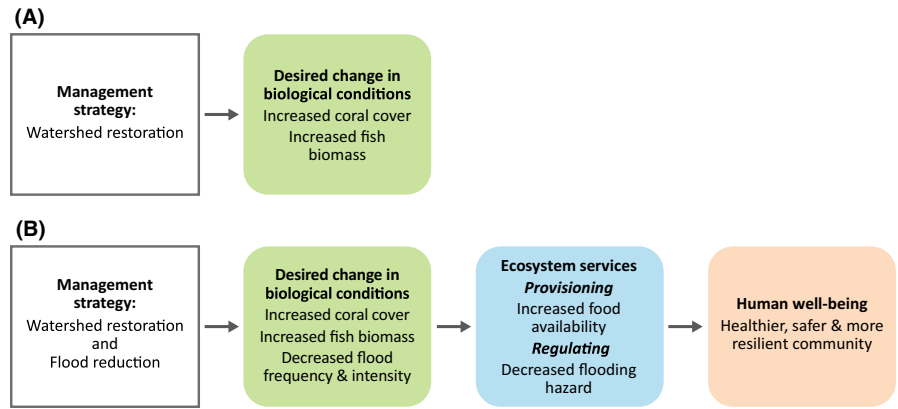 (A)
Management
strategy:
Watershed restoration
Desired change in
biological conditions
Increased coral cover
Increased fish
biomass
(B)
Management
strategy:
Watershed restoration
and
Flood reduction
Desired change in
biological conditions
Increased coral cover
Increased fish biomass
Decreased flood
frequency & intensity
Ecosystem services
Provisioning
Increased food
availability
Regulating
Decreased flooding
hazard
Human well-being
Healthier, safer & more
resilient community